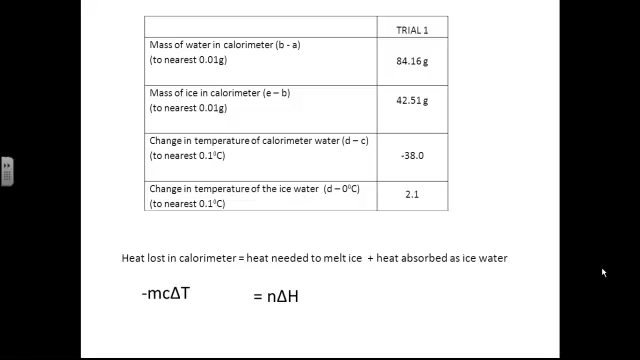 TRIAL 1
Mass of water in calorimeter (b - a)
(to nearest 0.01g)
84.16 g
Mass of ice in calorimeter (e – b)
(to nearest 0.01g)
42.51 g
Change in temperature of calorimeter water (d – c)
(to nearest 0.1⁰C)
-38.0
Change in temperature of the ice water (d – 0⁰C)
(to nearest 0.1⁰C)
2.1
Heat lost in calorimeter = heat needed to melt ice + heat absorbed as ice water
-mcΔT = nΔH